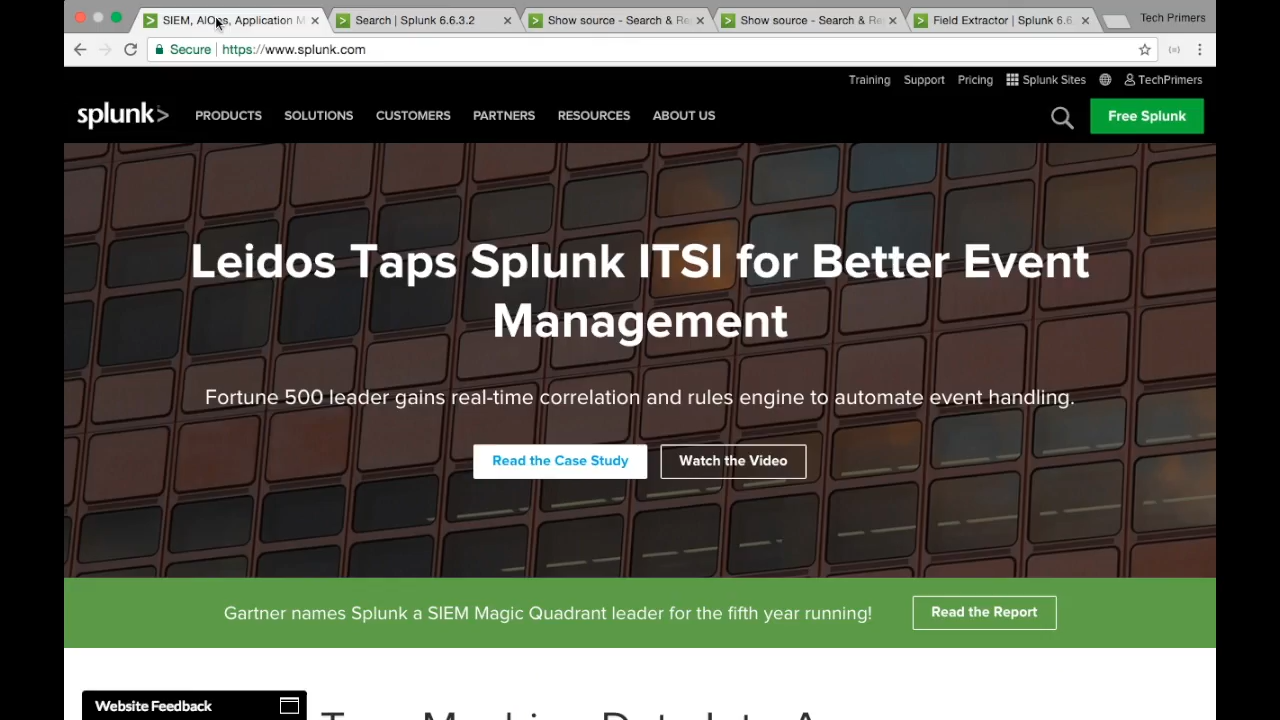 SIEM, AIOps, Application M
Search | Splunk 6.6.3.2
Show source - Search & Re
Show source - Search & Re
Field Extractor | Splunk 6.6.
Tech Primers
Secure https://www.splunk.com
Training Support Pricing Splunk Sites TechPrimers
splunk> PRODUCTS SOLUTIONS CUSTOMERS PARTNERS RESOURCES ABOUT US Free Splunk
Leidos Taps Splunk ITSI for Better Event
Management
Fortune 500 leader gains real-time correlation and rules engine to automate event handling.
Read the Case Study Watch the Video
Gartner names Splunk a SIEM Magic Quadrant leader for the fifth year running! Read the Report
Website Feedback